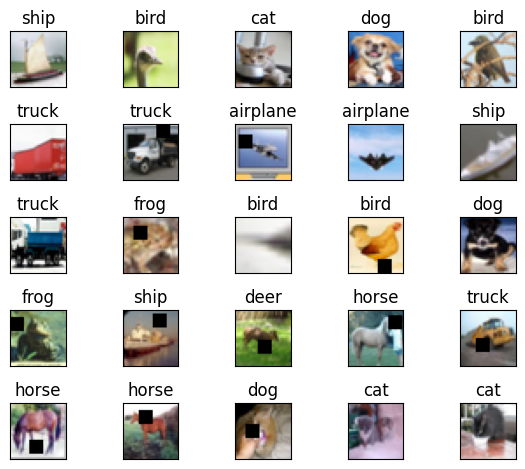 ship bird cat dog bird
truck truck airplane airplane ship
truck frog bird bird dog
frog ship deer horse truck
horse horse dog cat cat